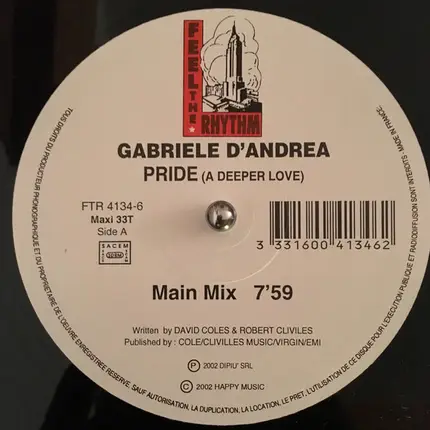 FEEL
THE
RHYTHM
GABRIELE D'ANDREA
PRIDE (A DEEPER LOVE)
FTR 4134-6
Maxi 33T
Side A
SACEM
SDRM
3 331600 413462
Main Mix 7'59
Written by DAVID COLES & ROBERT CLIVILES
Published by : COLE/CLIVILLES MUSIC/VIRGIN/EMI
P 2002 DIPIU' SRL
C 2002 HAPPY MUSIC
TOUS DROITS DU PRODUCTEUR PHONOGRAPHIQUE ET DU PROPRIETAIRE DE L'OEUVRE ENREGISTREE RESERVE, SAUF AUTORISATION, LA DUPLICATION, LA LOCATION, LE PRET, L'UTILISATION DE CE DISQUE POUR L'EXECUTION PUBLIQUE ET RADIODIFFUSION SONT INTERDITS - MADE IN FRANCE.